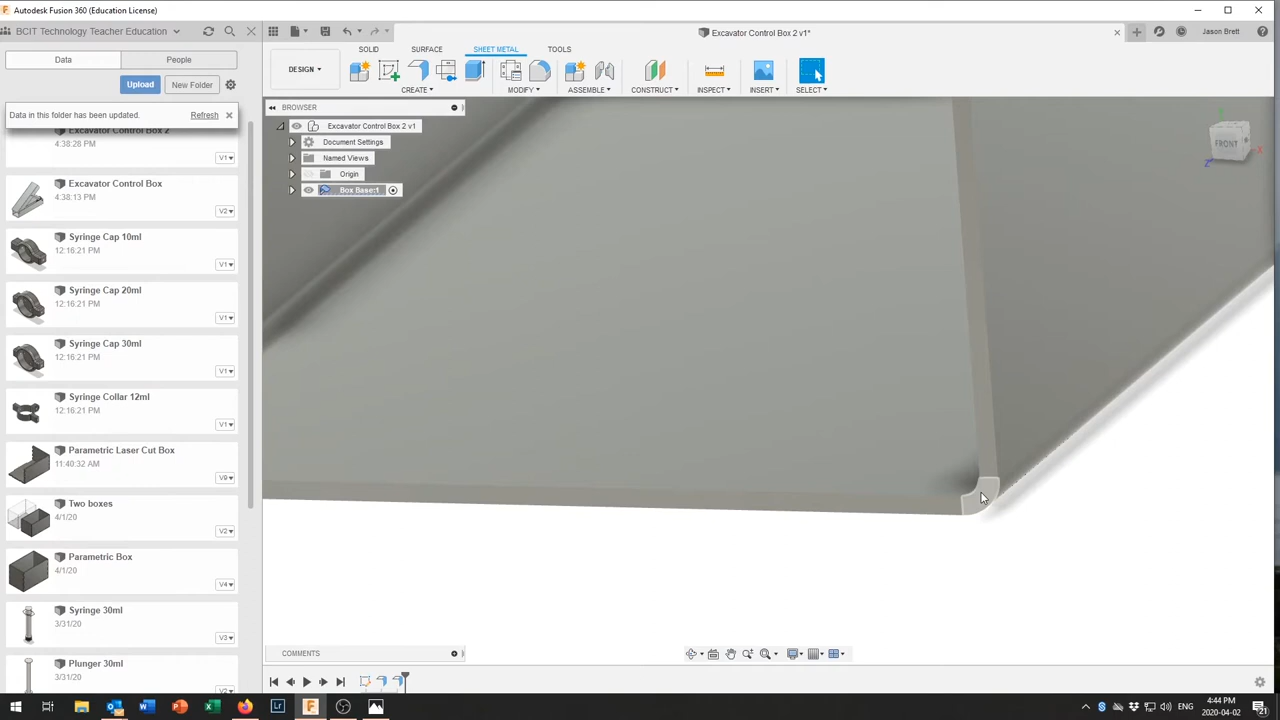 Autodesk Fusion 360 (Education License)
BCIT Technology Teacher Education
Excavator Control Box 2 v1*
Jason Brett
Data
People
SOLID
SURFACE
SHEET METAL
TOOLS
Upload
New Folder
DESIGN
CREATE
MODIFY
ASSEMBLE
CONSTRUCT
INSPECT
INSERT
SELECT
Data in this folder has been updated.
Refresh
BROWSER
Excavator Control Box 2 v1
Document Settings
Named Views
Origin
Box Base:1
FRONT
Y
X
Z
Excavator Control Box 2
4:38:28 PM
V1
Excavator Control Box
4:38:13 PM
V2
Syringe Cap 10ml
12:16:21 PM
V1
Syringe Cap 20ml
12:16:21 PM
V1
Syringe Cap 30ml
12:16:21 PM
V1
Syringe Collar 12ml
12:16:21 PM
V1
Parametric Laser Cut Box
11:40:32 AM
V9
Two boxes
4/1/20
V2
Parametric Box
4/1/20
V4
Syringe 30ml
3/31/20
V3
Plunger 30ml
3/31/20
V2
COMMENTS
ENG
4:44 PM
2020-04-02
21